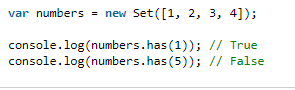 var numbers = new Set([1, 2, 3, 4]);
console.log(numbers.has(1)); // True
console.log(numbers.has(5)); // False